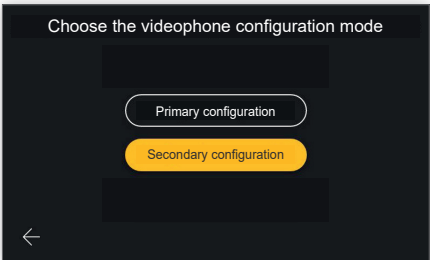 Choose the videophone configuration mode
Primary configuration
Secondary configuration